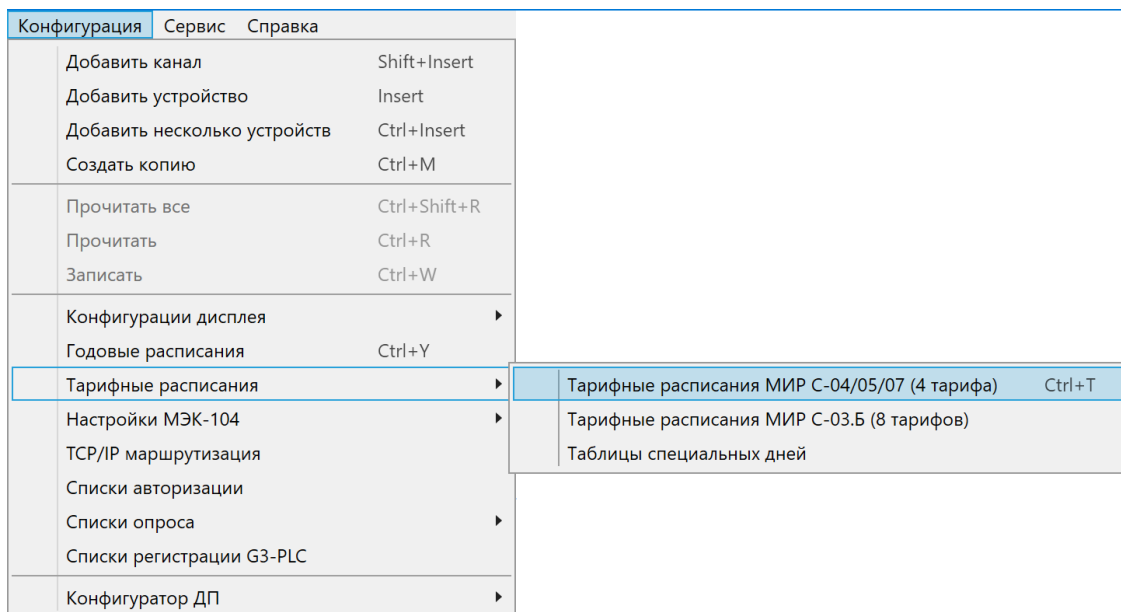 Конфигурация Сервис Справка
Добавить канал Shift+Insert
Добавить устройство Insert
Добавить несколько устройств Ctrl+Insert
Создать копию Ctrl+M
Прочитать все Ctrl+Shift+R
Прочитать Ctrl+R
Записать Ctrl+W
Конфигурации дисплея
Годовые расписания Ctrl+Y
Тарифные расписания
Тарифные расписания МИР С-04/05/07 (4 тарифа) Ctrl+T
Настройки МЭК-104
Тарифные расписания МИР С-03.Б (8 тарифов)
TCP/IP маршрутизация
Таблицы специальных дней
Списки авторизации
Списки опроса
Списки регистрации G3-PLC
Конфигуратор ДП